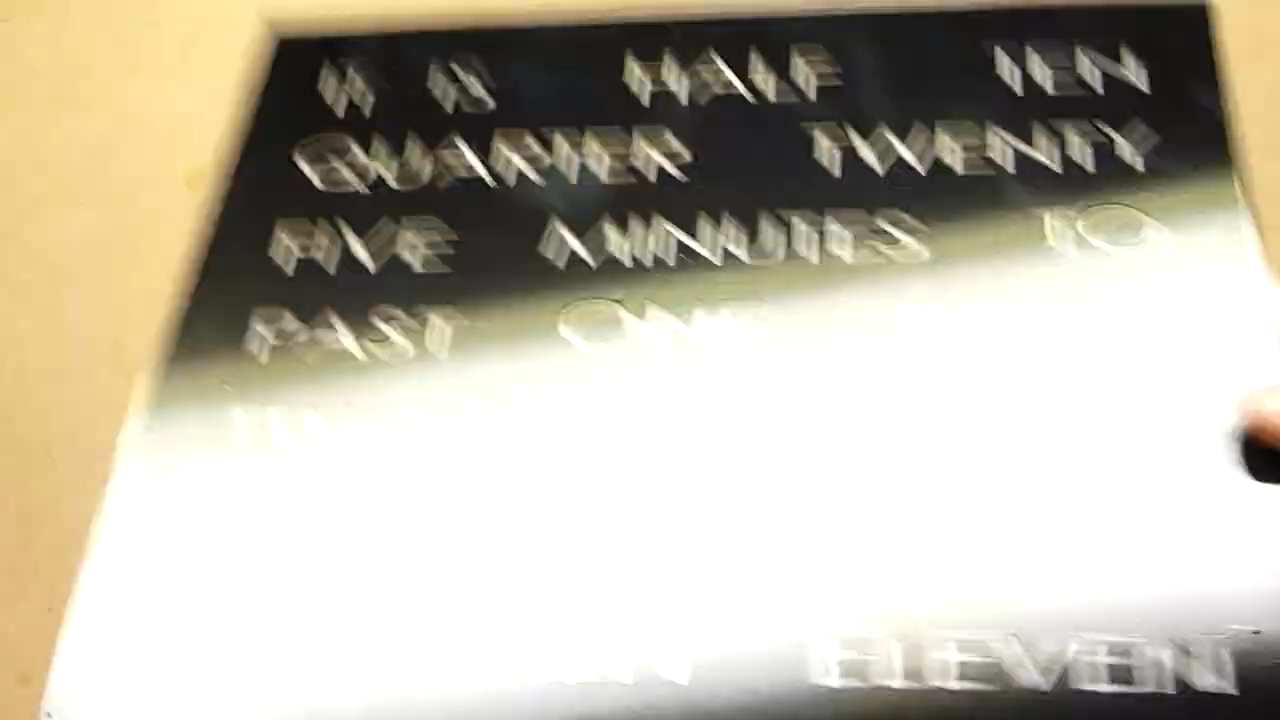 IT IS HALF TEN
QUARTER TWENTY
FIVE MINUTES TO
PAST ONE
ELEVEN